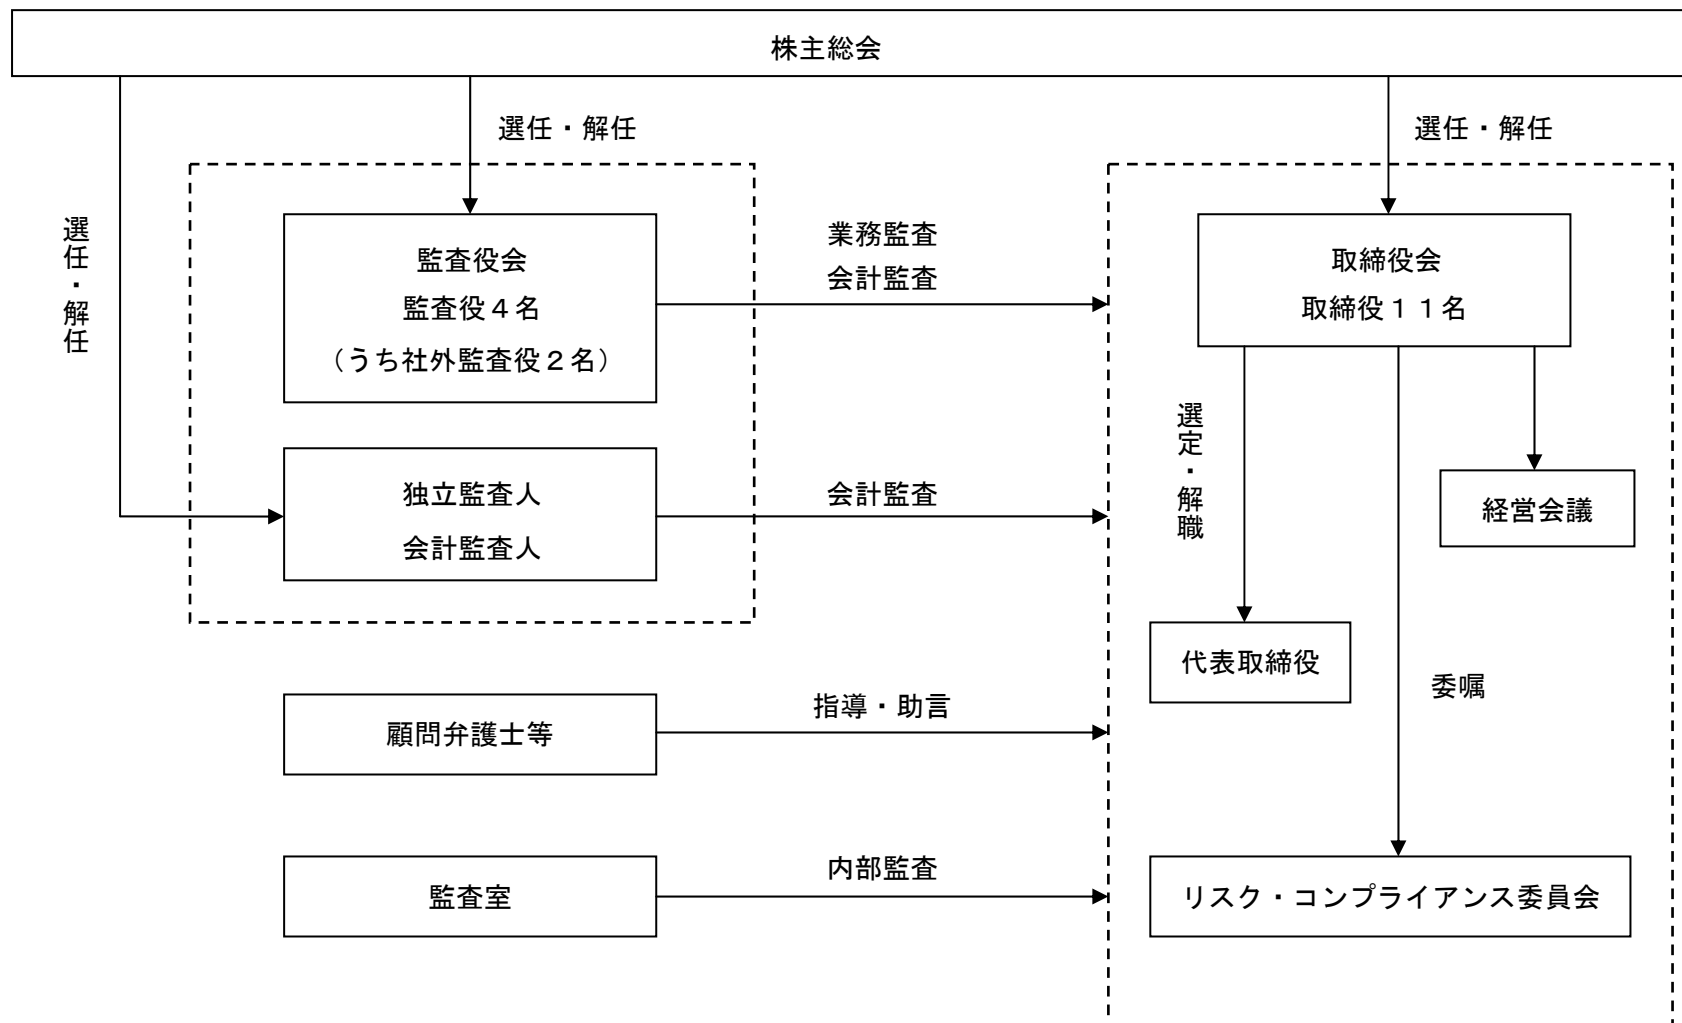 株主総会
選任・解任
選任・解任
選任・解任
監査役会
監査役４名
（うち社外監査役２名）
業務監査
会計監査
取締役会
取締役１１名
独立監査人
会計監査人
会計監査
選定・解職
経営会議
代表取締役
委嘱
顧問弁護士等
指導・助言
監査室
内部監査
リスク・コンプライアンス委員会